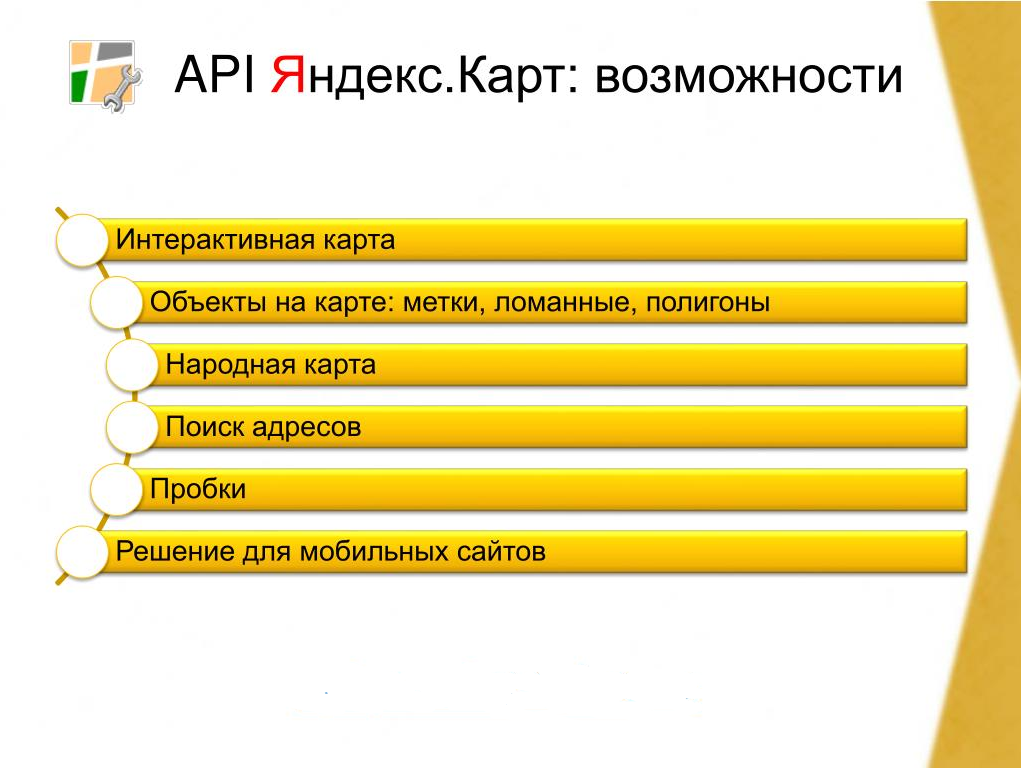 API Яндекс.Карт: возможности
Интерактивная карта
Объекты на карте: метки, ломанные, полигоны
Народная карта
Поиск адресов
Пробки
Решение для мобильных сайтов